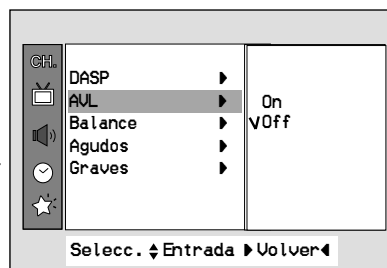 CH.
DASP ▶
AVL ▶
Balance ▶
Agudos ▶
Graves ▶
On
√Off
Selecc.▲▼Entrada ▶Volver◀